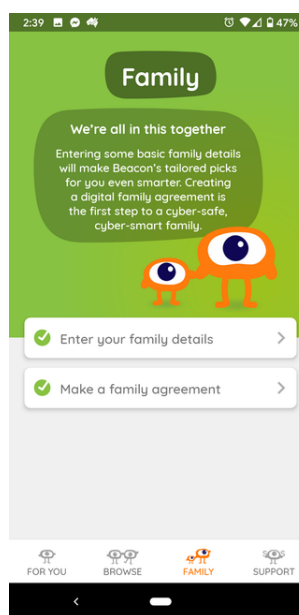 2:39 47%
Family
We're all in this together
Entering some basic family details
will make Beacon's tailored picks
for you even smarter. Creating
a digital family agreement is
the first step to a cyber-safe,
cyber-smart family.
Enter your family details
Make a family agreement
FOR YOU BROWSE FAMILY SUPPORT